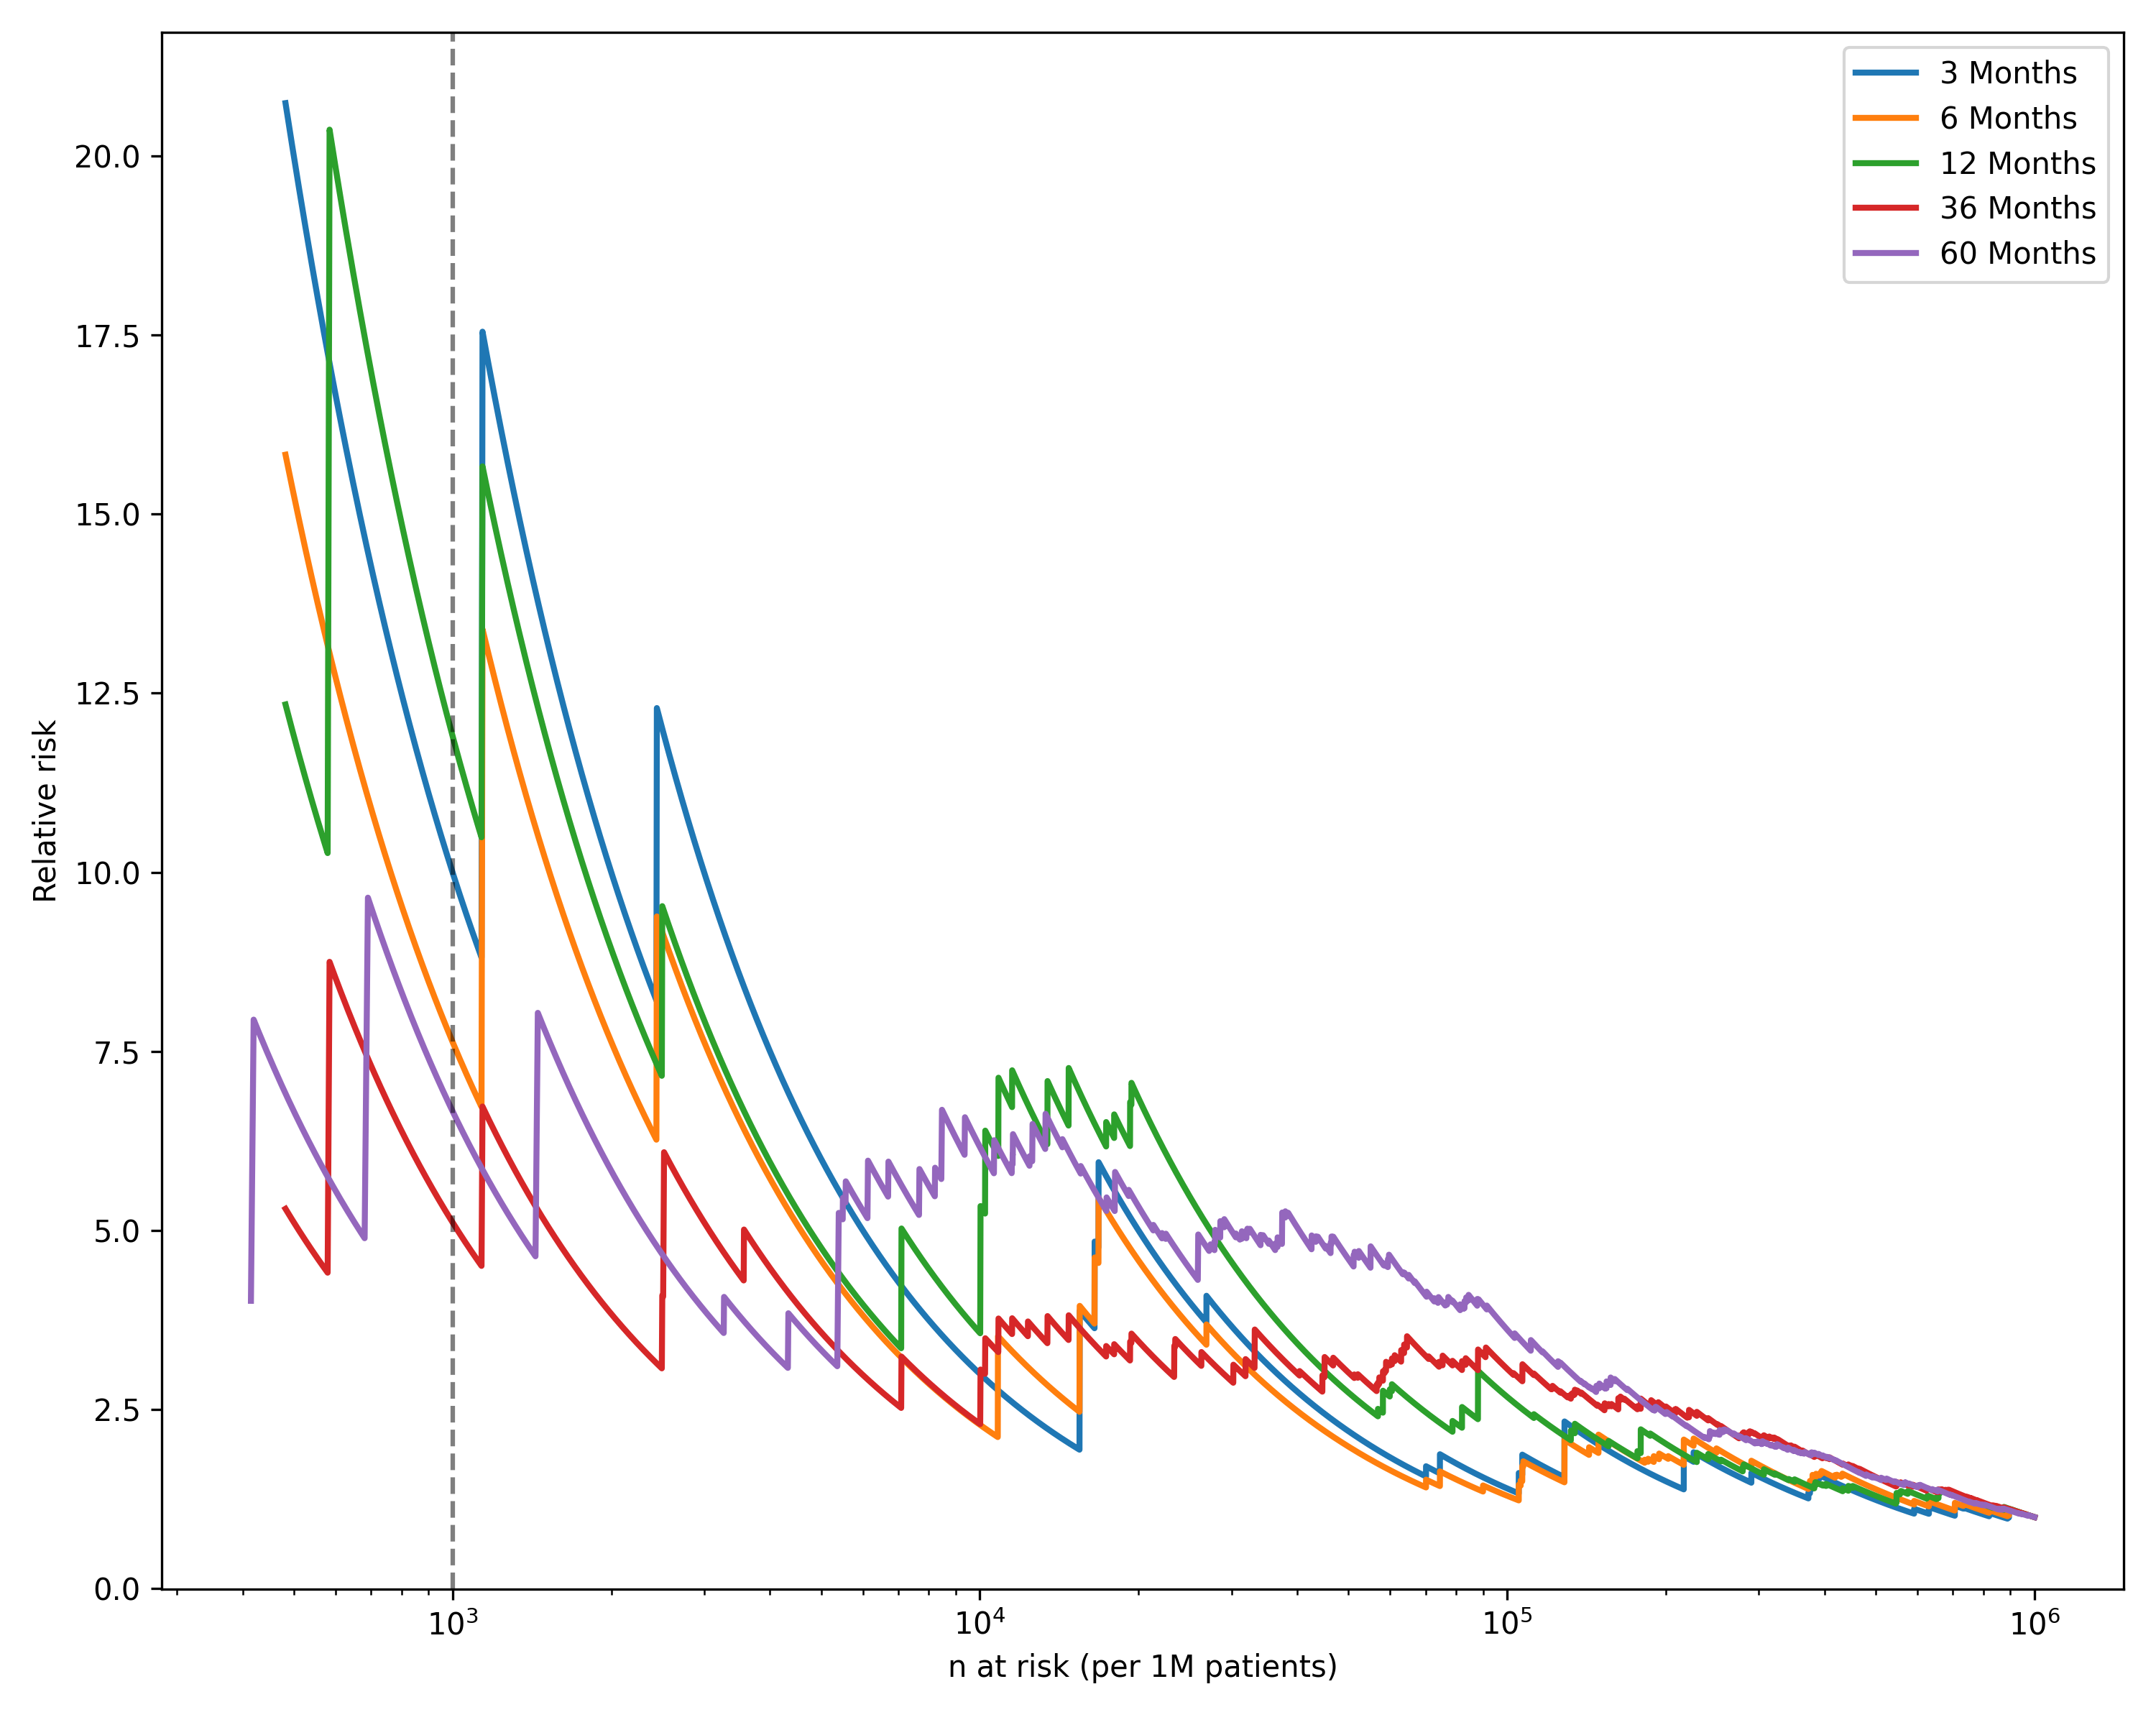 3 Months
6 Months
12 Months
36 Months
60 Months
20.0
17.5
15.0
12.5
10.0
7.5
5.0
2.5
0.0
Relative risk
10³
10⁴
10⁵
10⁶
n at risk (per 1M patients)